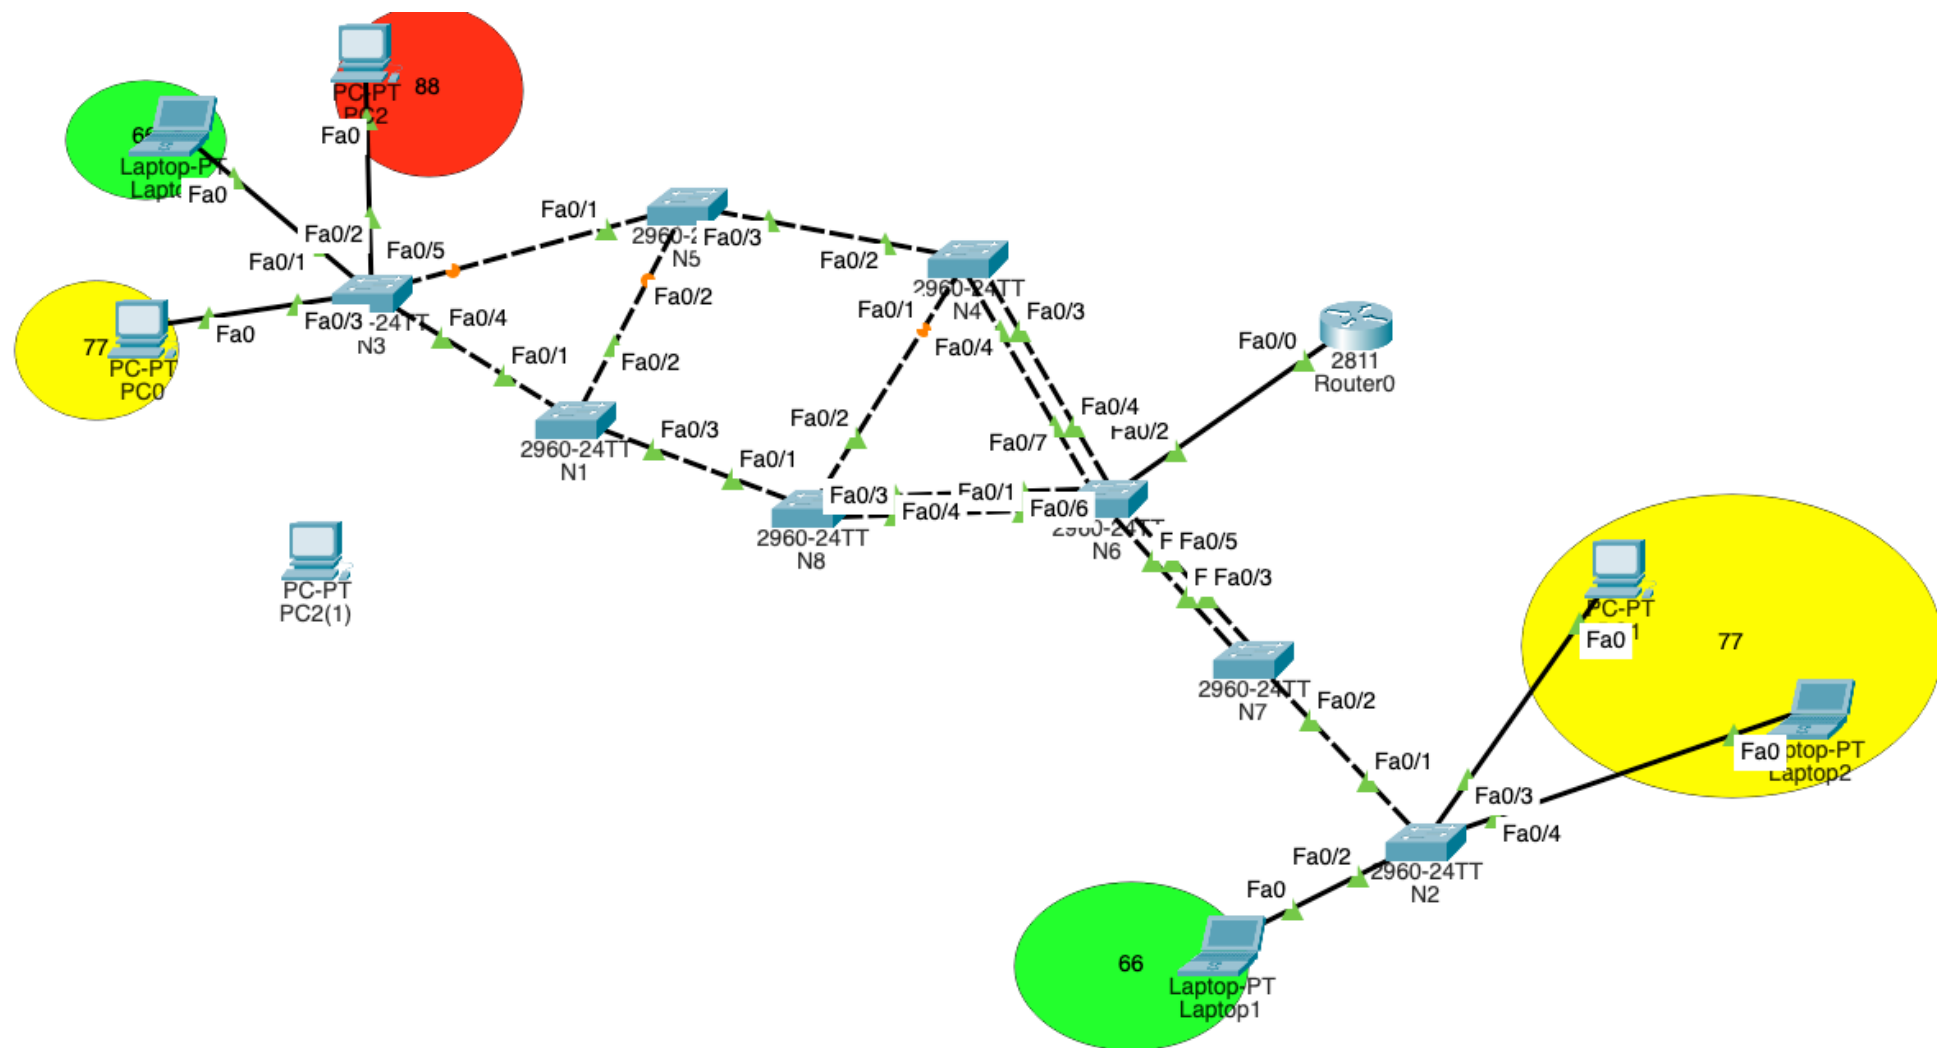 88
PC-PT
PC2
Fa0
Laptop-PT
Fa0
Fa0/2
Fa0/1
Fa0/5
77
PC-PT
PC0
Fa0
Fa0/3
-24TT
N3
Fa0/4
Fa0/1
Fa0/1
N5
Fa0/3
Fa0/2
Fa0/2
Fa0/2
2960-24TT
N4
Fa0/1
Fa0/4
Fa0/3
Fa0/0
2811
Router0
2960-24TT
N1
Fa0/3
Fa0/1
Fa0/2
Fa0/7
Fa0/4
Fa0/2
Fa0/3
Fa0/4
Fa0/1
Fa0/6
2960-24TT
N8
N6
F Fa0/5
F Fa0/3
PC-PT
PC2(1)
2960-24TT
N7
Fa0/2
Fa0/1
PC-PT
Fa0
77
Fa0
Laptop2
Fa0/3
Fa0/4
2960-24TT
N2
Fa0/2
Fa0
66
Laptop-PT
Laptop1